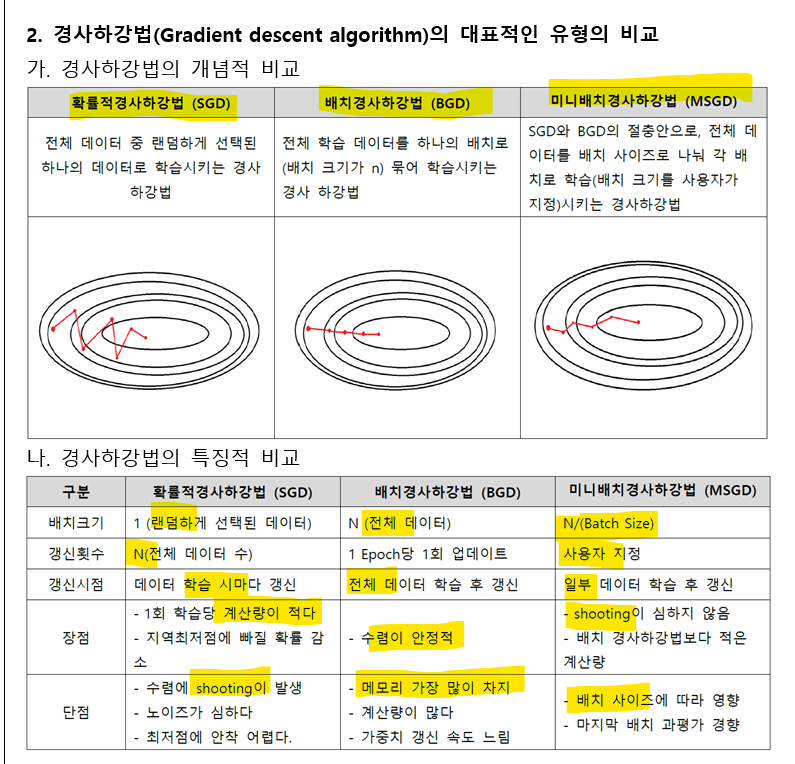 2. 경사하강법(Gradient descent algorithm)의 대표적인 유형의 비교
가. 경사하강법의 개념적 비교
확률적경사하강법 (SGD)
배치경사하강법 (BGD)
미니배치경사하강법 (MSGD)
전체 데이터 중 랜덤하게 선택된
하나의 데이터로 학습시키는 경사
하강법
전체 학습 데이터를 하나의 배치로
(배치 크기가 n) 묶어 학습시키는
경사 하강법
SGD와 BGD의 절충안으로, 전체 데
이터를 배치 사이즈로 나눠 각 배
치로 학습(배치 크기를 사용자가
지정)시키는 경사하강법
나. 경사하강법의 특징적 비교
구분
확률적경사하강법 (SGD)
배치경사하강법 (BGD)
미니배치경사하강법 (MSGD)
배치크기
1 (랜덤하게 선택된 데이터)
N (전체 데이터)
N/(Batch Size)
갱신횟수
N(전체 데이터 수)
1 Epoch당 1회 업데이트
사용자 지정
갱신시점
데이터 학습 시마다 갱신
전체 데이터 학습 후 갱신
일부 데이터 학습 후 갱신
장점
- 1회 학습당 계산량이 적다
- 지역최저점에 빠질 확률 감
소
- 수렴이 안정적
- shooting이 심하지 않음
- 배치 경사하강법보다 적은
계산량
단점
- 수렴에 shooting이 발생
- 노이즈가 심하다
- 최저점에 안착 어렵다.
- 메모리 가장 많이 차지
- 계산량이 많다
- 가중치 갱신 속도 느림
- 배치 사이즈에 따라 영향
- 마지막 배치 과평가 경향